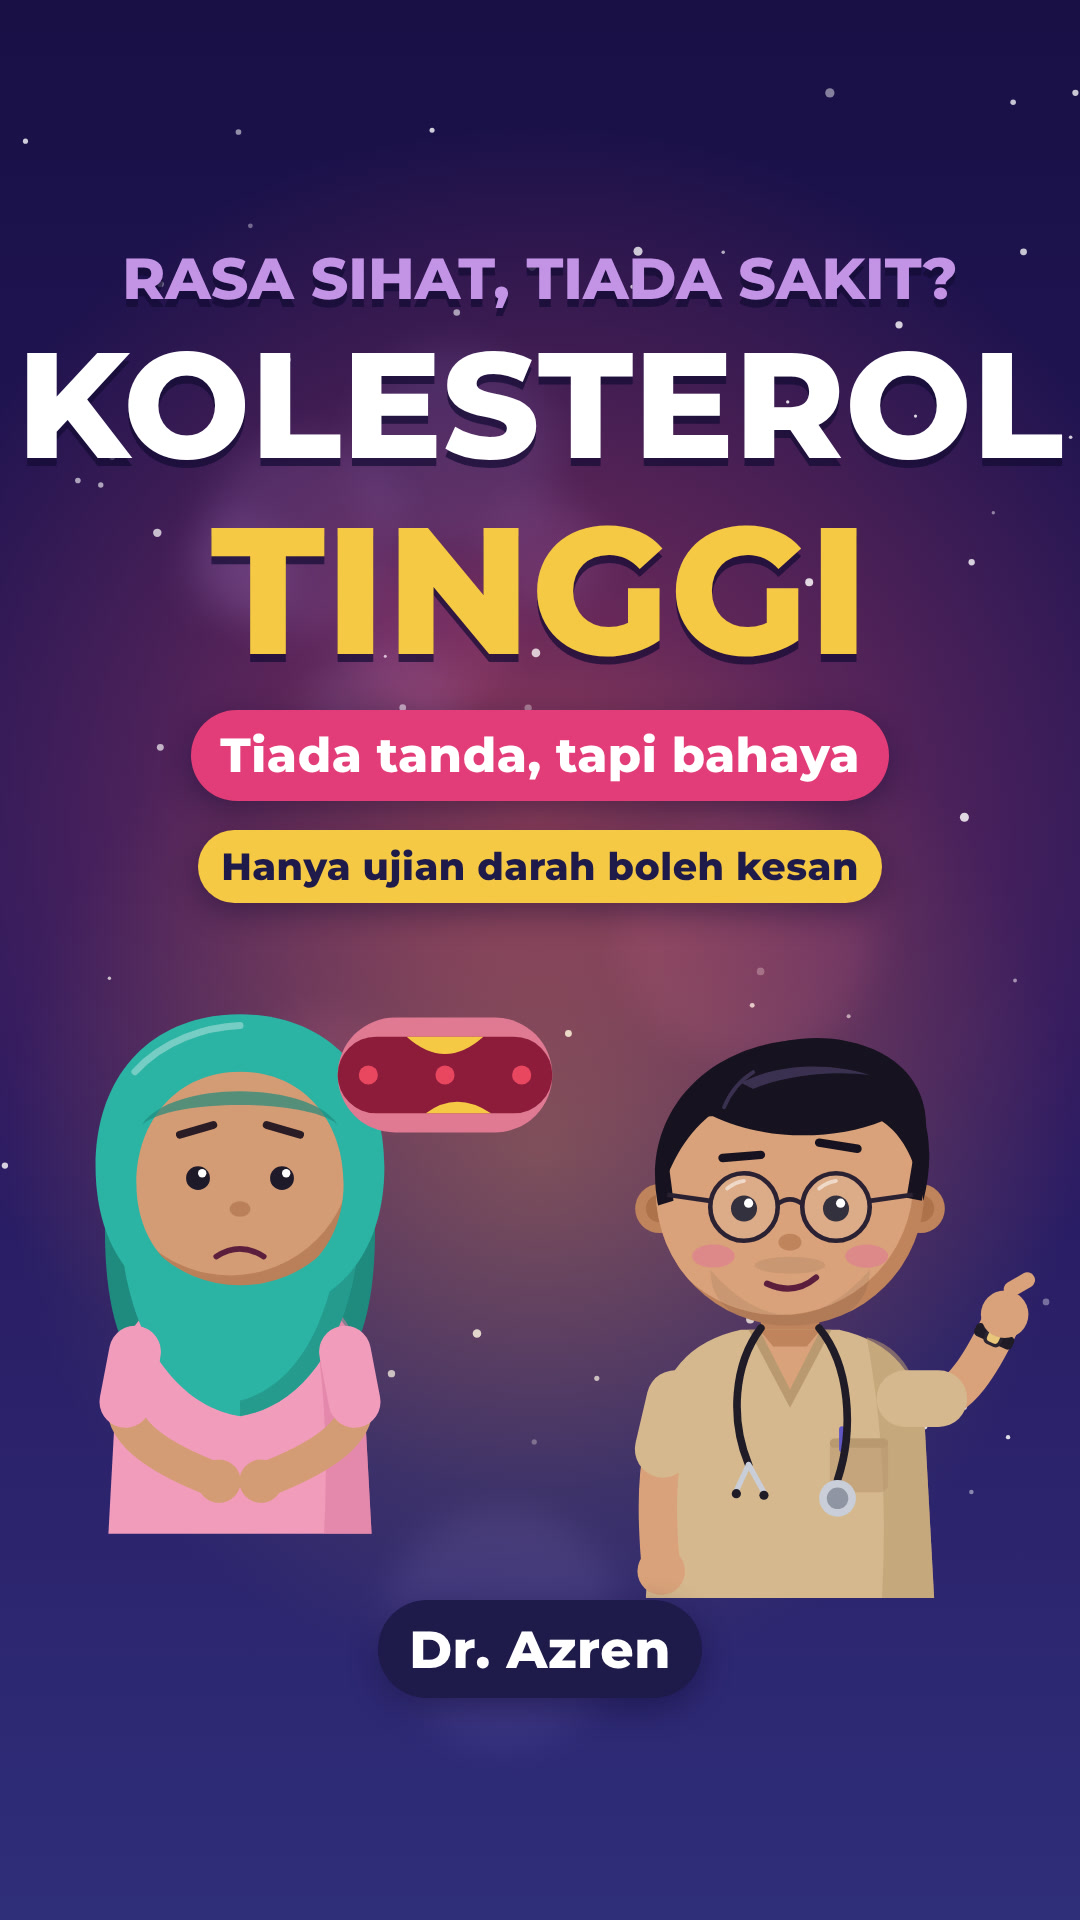 RASA SIHAT, TIADA SAKIT?
KOLESTEROL
TINGGI
Tiada tanda, tapi bahaya
Hanya ujian darah boleh kesan
Dr. Azren